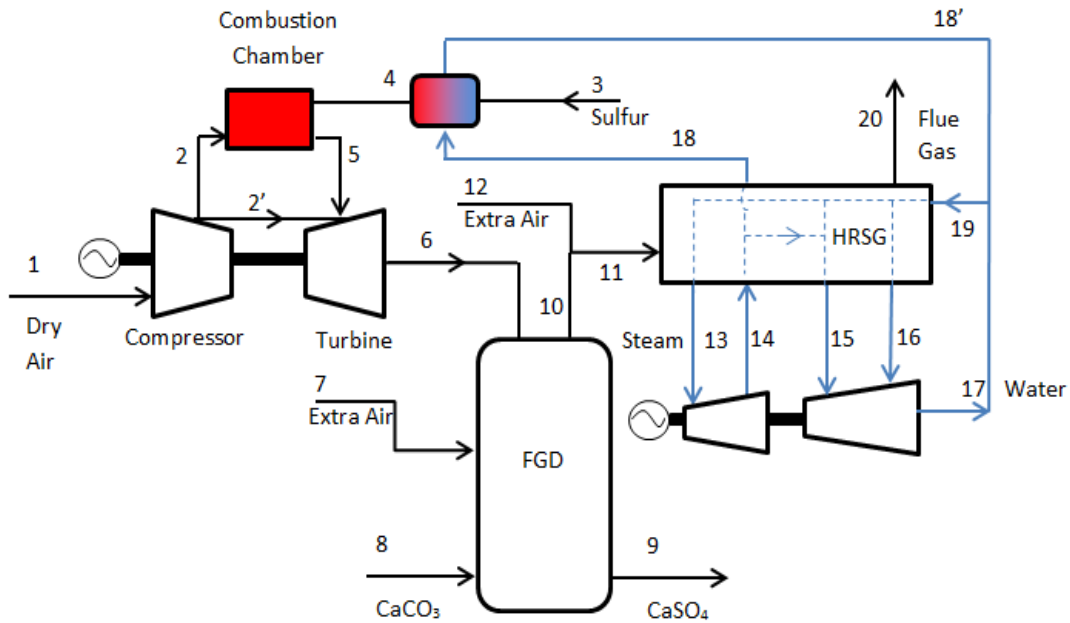 Combustion
Chamber
18’
4
3
Sulfur
20
Flue
Gas
2
5
18
12
Extra Air
2’
HRSG
19
1
6
11
10
Dry
Air
Compressor
Turbine
Steam
13
14
15
16
7
Extra Air
17
Water
FGD
8
9
CaCO₃
CaSO₄